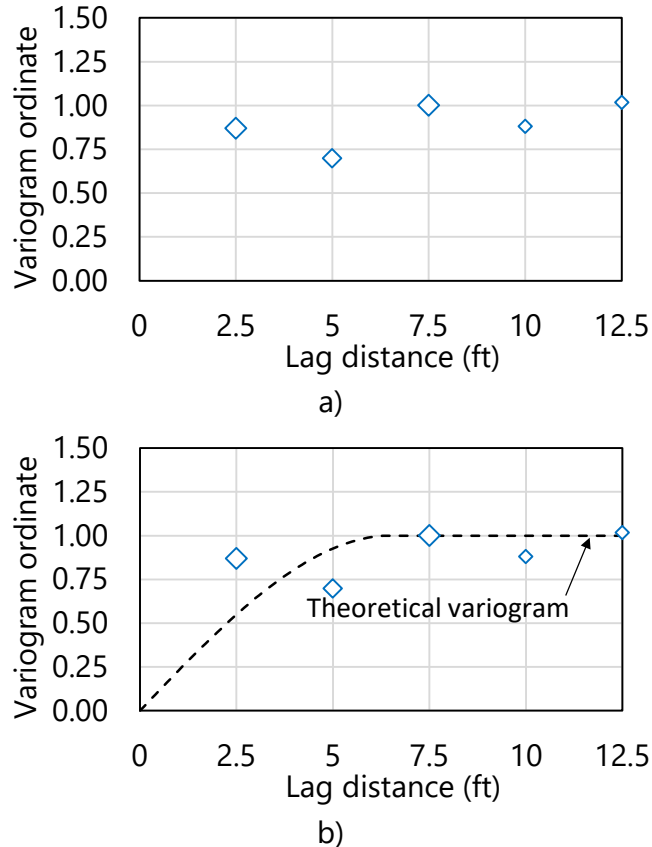 Variogram ordinate
1.50
1.25
1.00
0.75
0.50
0.25
0.00
0 2.5 5 7.5 10 12.5
Lag distance (ft)
a)
Variogram ordinate
1.50
1.25
1.00
0.75
0.50
0.25
0.00
Theoretical variogram
0 2.5 5 7.5 10 12.5
Lag distance (ft)
b)